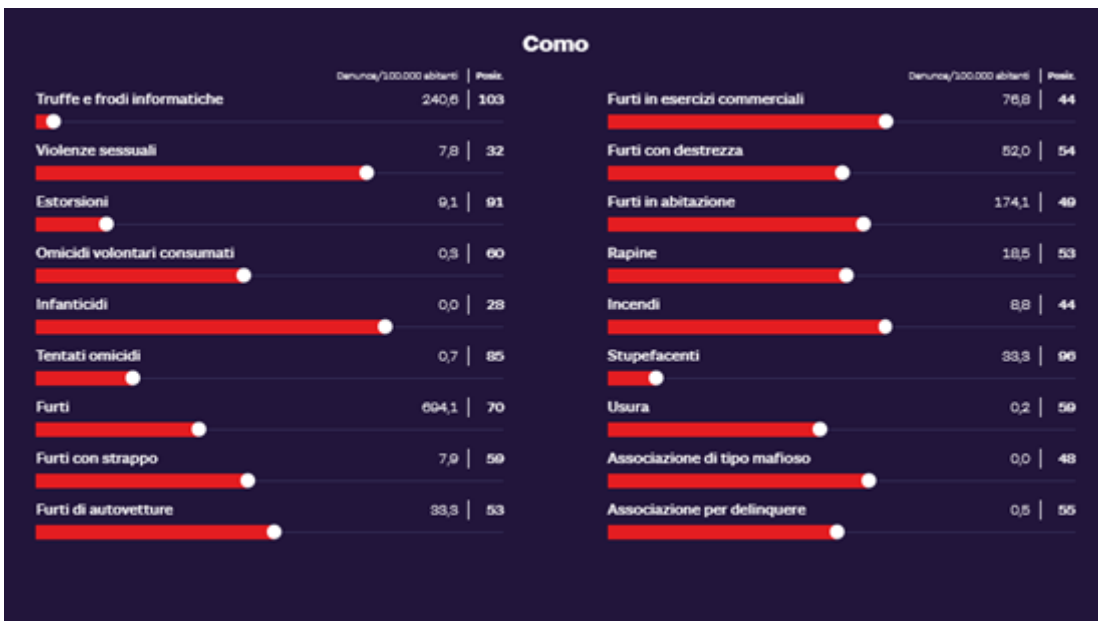 Como
Denunce/100.000 abitanti | Posiz.
Truffe e frodi informatiche 240,6 | 103
Violenze sessuali 7,8 | 32
Estorsioni 9,1 | 91
Omicidi volontari consumati 0,3 | 60
Infanticidi 0,0 | 28
Tentati omicidi 0,7 | 85
Furti 694,1 | 70
Furti con strappo 7,9 | 59
Furti di autovetture 33,3 | 53
Denunce/100.000 abitanti | Posiz.
Furti in esercizi commerciali 76,8 | 44
Furti con destrezza 52,0 | 54
Furti in abitazione 174,1 | 49
Rapine 18,5 | 53
Incendi 8,8 | 44
Stupefacenti 33,3 | 96
Usura 0,2 | 59
Associazione di tipo mafioso 0,0 | 48
Associazione per delinquere 0,5 | 55